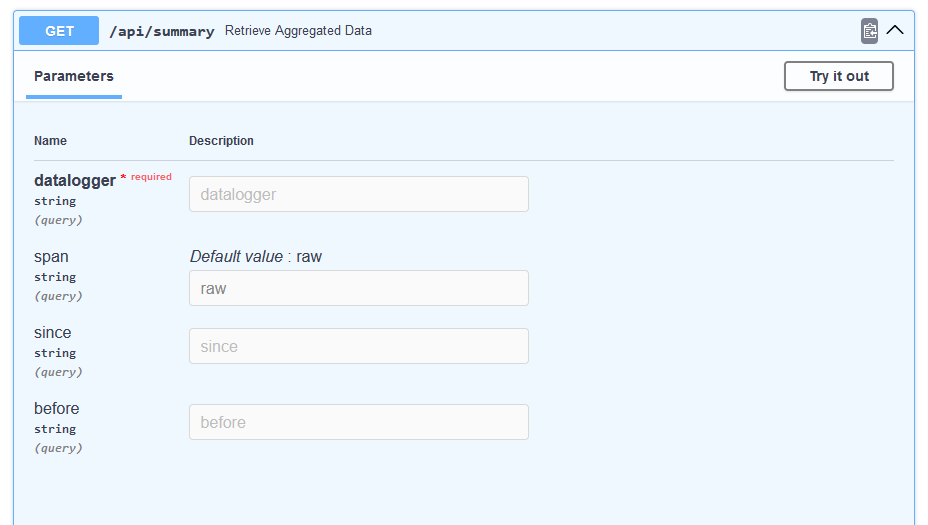 GET /api/summary Retrieve Aggregated Data
Parameters
Try it out
Name Description
datalogger * required
string
(query)
datalogger
span
string
(query)
Default value : raw
raw
since
string
(query)
since
before
string
(query)
before